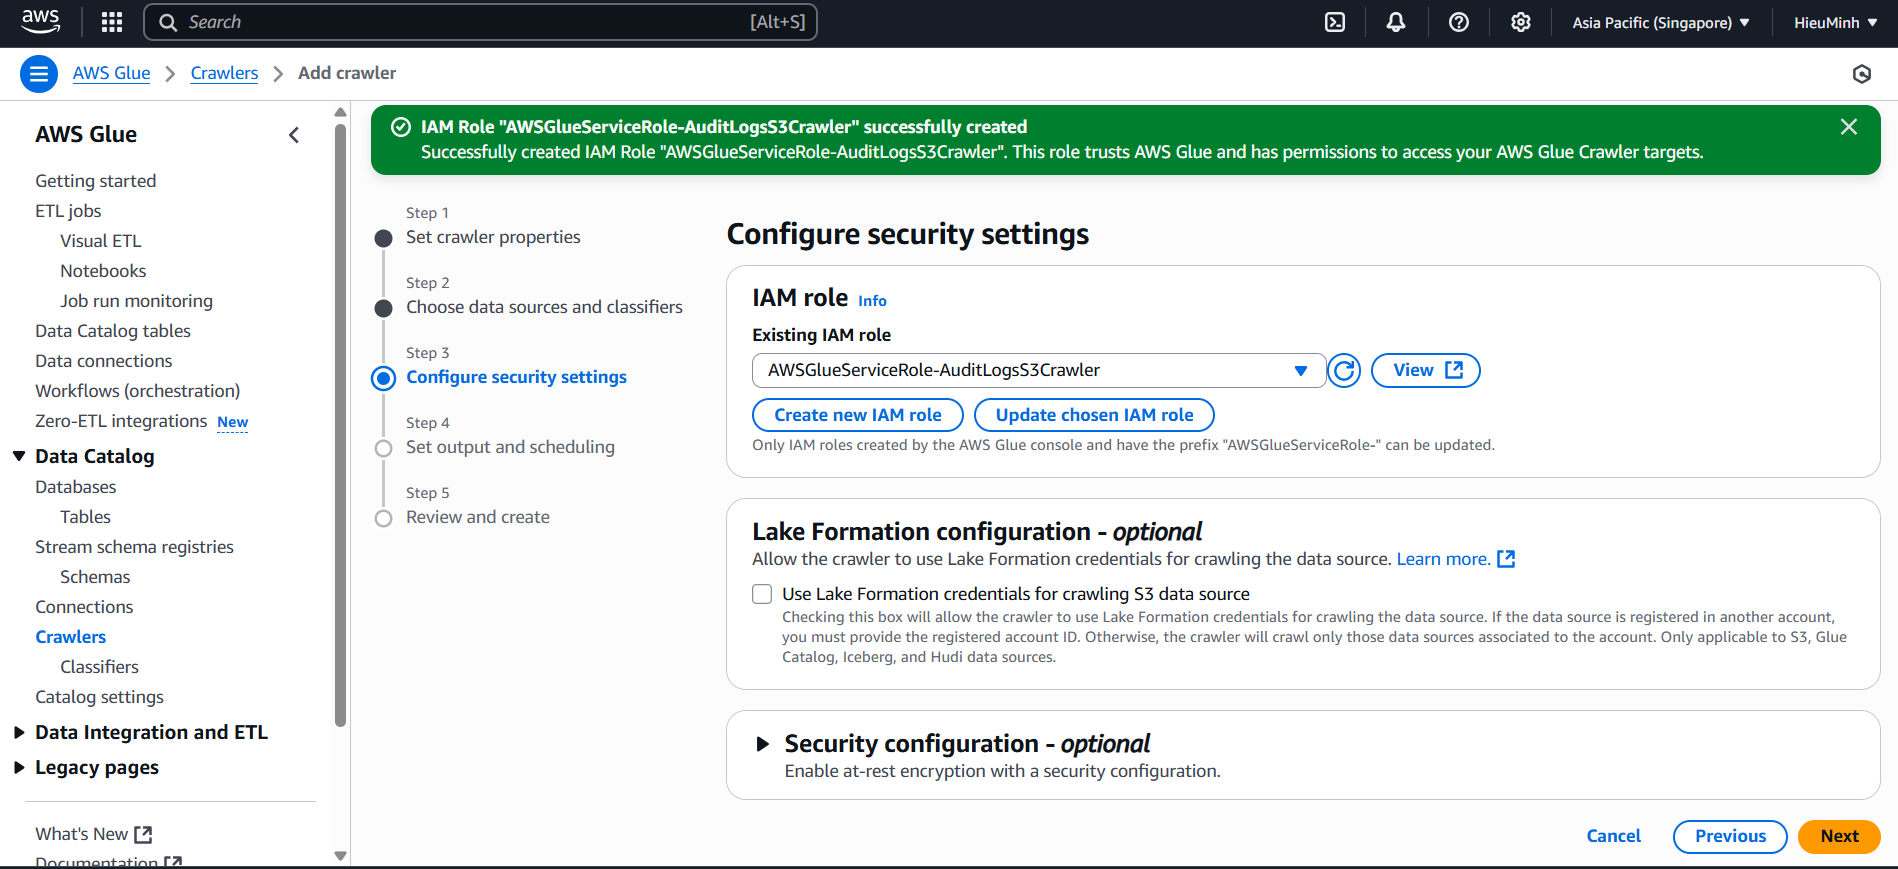 aws
Search
[Alt+S]
Asia Pacific (Singapore)
HieuMinh
AWS Glue
Crawlers
Add crawler
AWS Glue
Getting started
ETL jobs
Visual ETL
Notebooks
Job run monitoring
Data Catalog tables
Data connections
Workflows (orchestration)
Zero-ETL integrations New
Data Catalog
Databases
Tables
Stream schema registries
Schemas
Connections
Crawlers
Classifiers
Catalog settings
Data Integration and ETL
Legacy pages
What's New
Documentation
IAM Role "AWSGlueServiceRole-AuditLogsS3Crawler" successfully created
Successfully created IAM Role "AWSGlueServiceRole-AuditLogsS3Crawler". This role trusts AWS Glue and has permissions to access your AWS Glue Crawler targets.
Step 1
Set crawler properties
Step 2
Choose data sources and classifiers
Step 3
Configure security settings
Step 4
Set output and scheduling
Step 5
Review and create
Configure security settings
IAM role Info
Existing IAM role
AWSGlueServiceRole-AuditLogsS3Crawler
View
Create new IAM role
Update chosen IAM role
Only IAM roles created by the AWS Glue console and have the prefix "AWSGlueServiceRole-" can be updated.
Lake Formation configuration - optional
Allow the crawler to use Lake Formation credentials for crawling the data source. Learn more.
Use Lake Formation credentials for crawling S3 data source
Checking this box will allow the crawler to use Lake Formation credentials for crawling the data source. If the data source is registered in another account,
you must provide the registered account ID. Otherwise, the crawler will crawl only those data sources associated to the account. Only applicable to S3, Glue
Catalog, Iceberg, and Hudi data sources.
Security configuration - optional
Enable at-rest encryption with a security configuration.
Cancel
Previous
Next